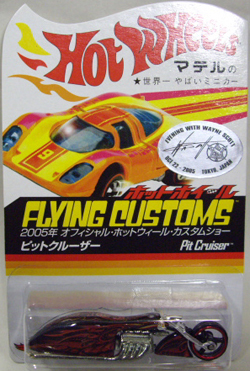 HOT WHEELS
マテルの
★世界一 やばいミニカー
9
EVENING WITH WAYNE SCOTT
OCT 22 - 2005 TOKYO, JAPAN
ホットホイール
FLYING CUSTOMS
2005年 オフィシャル・ホットウィール・カスタムショー
ピットクルーザー
Pit Cruiser